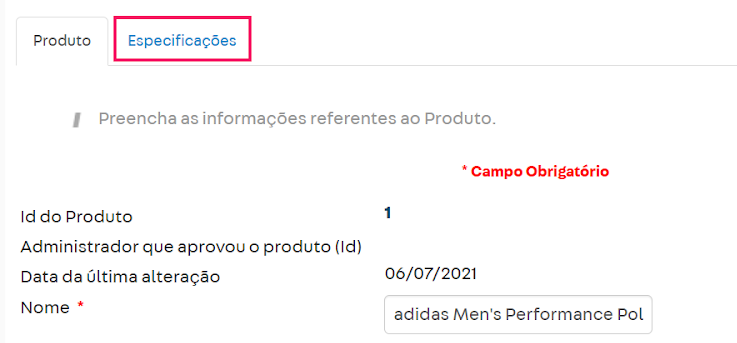 Produto Especificações
Preencha as informações referentes ao Produto.
* Campo Obrigatório
Id do Produto 1
Administrador que aprovou o produto (Id)
Data da última alteração 06/07/2021
Nome * adidas Men's Performance Pol